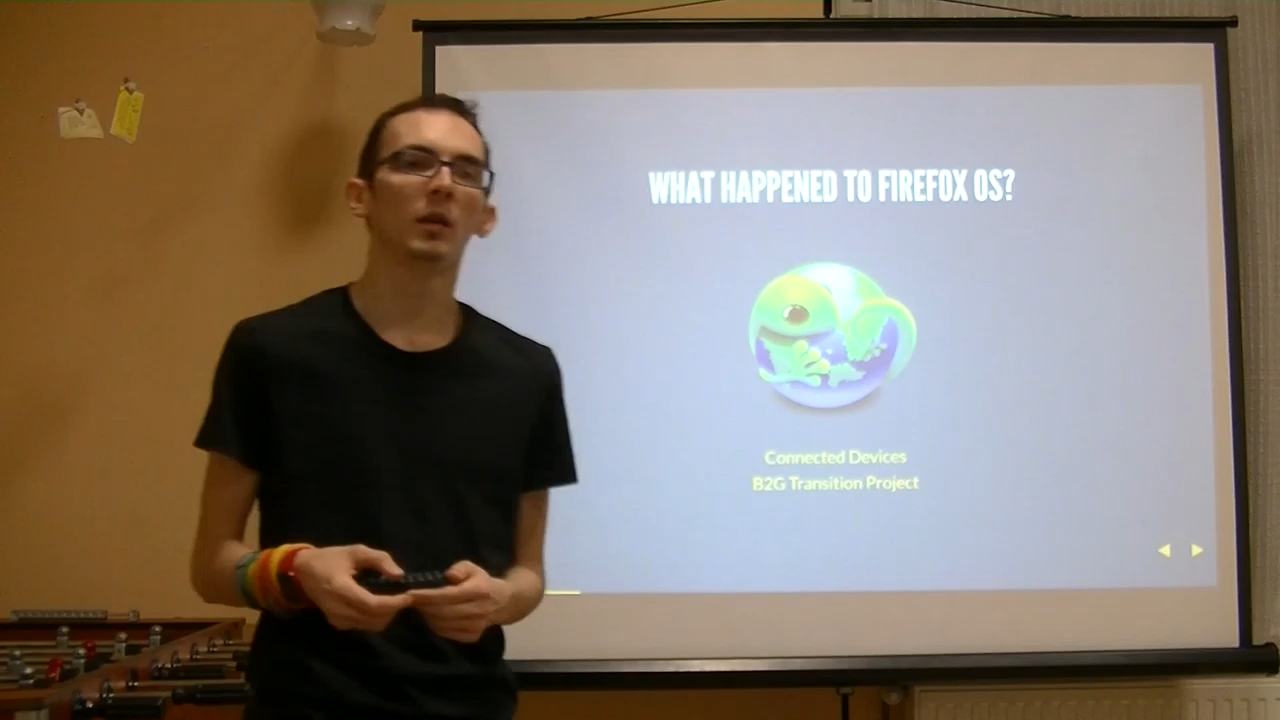 WHAT HAPPENED TO FIREFOX OS?
Connected Devices
B2G Transition Project